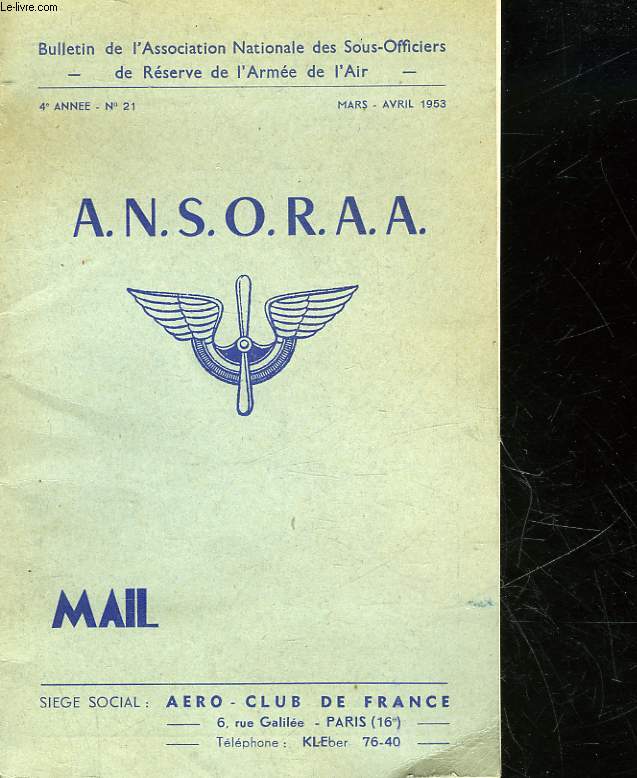 Le-livre.com
Bulletin de l'Association Nationale des Sous-Officiers
— de Réserve de l'Armée de l'Air —
4e ANNEE - No 21 MARS - AVRIL 1953
A.N.S.O.R.A.A.
MAIL
SIEGE SOCIAL : AERO - CLUB DE FRANCE
— 6, rue Galilée - PARIS (16e) —
— Téléphone : KLEber 76-40 —